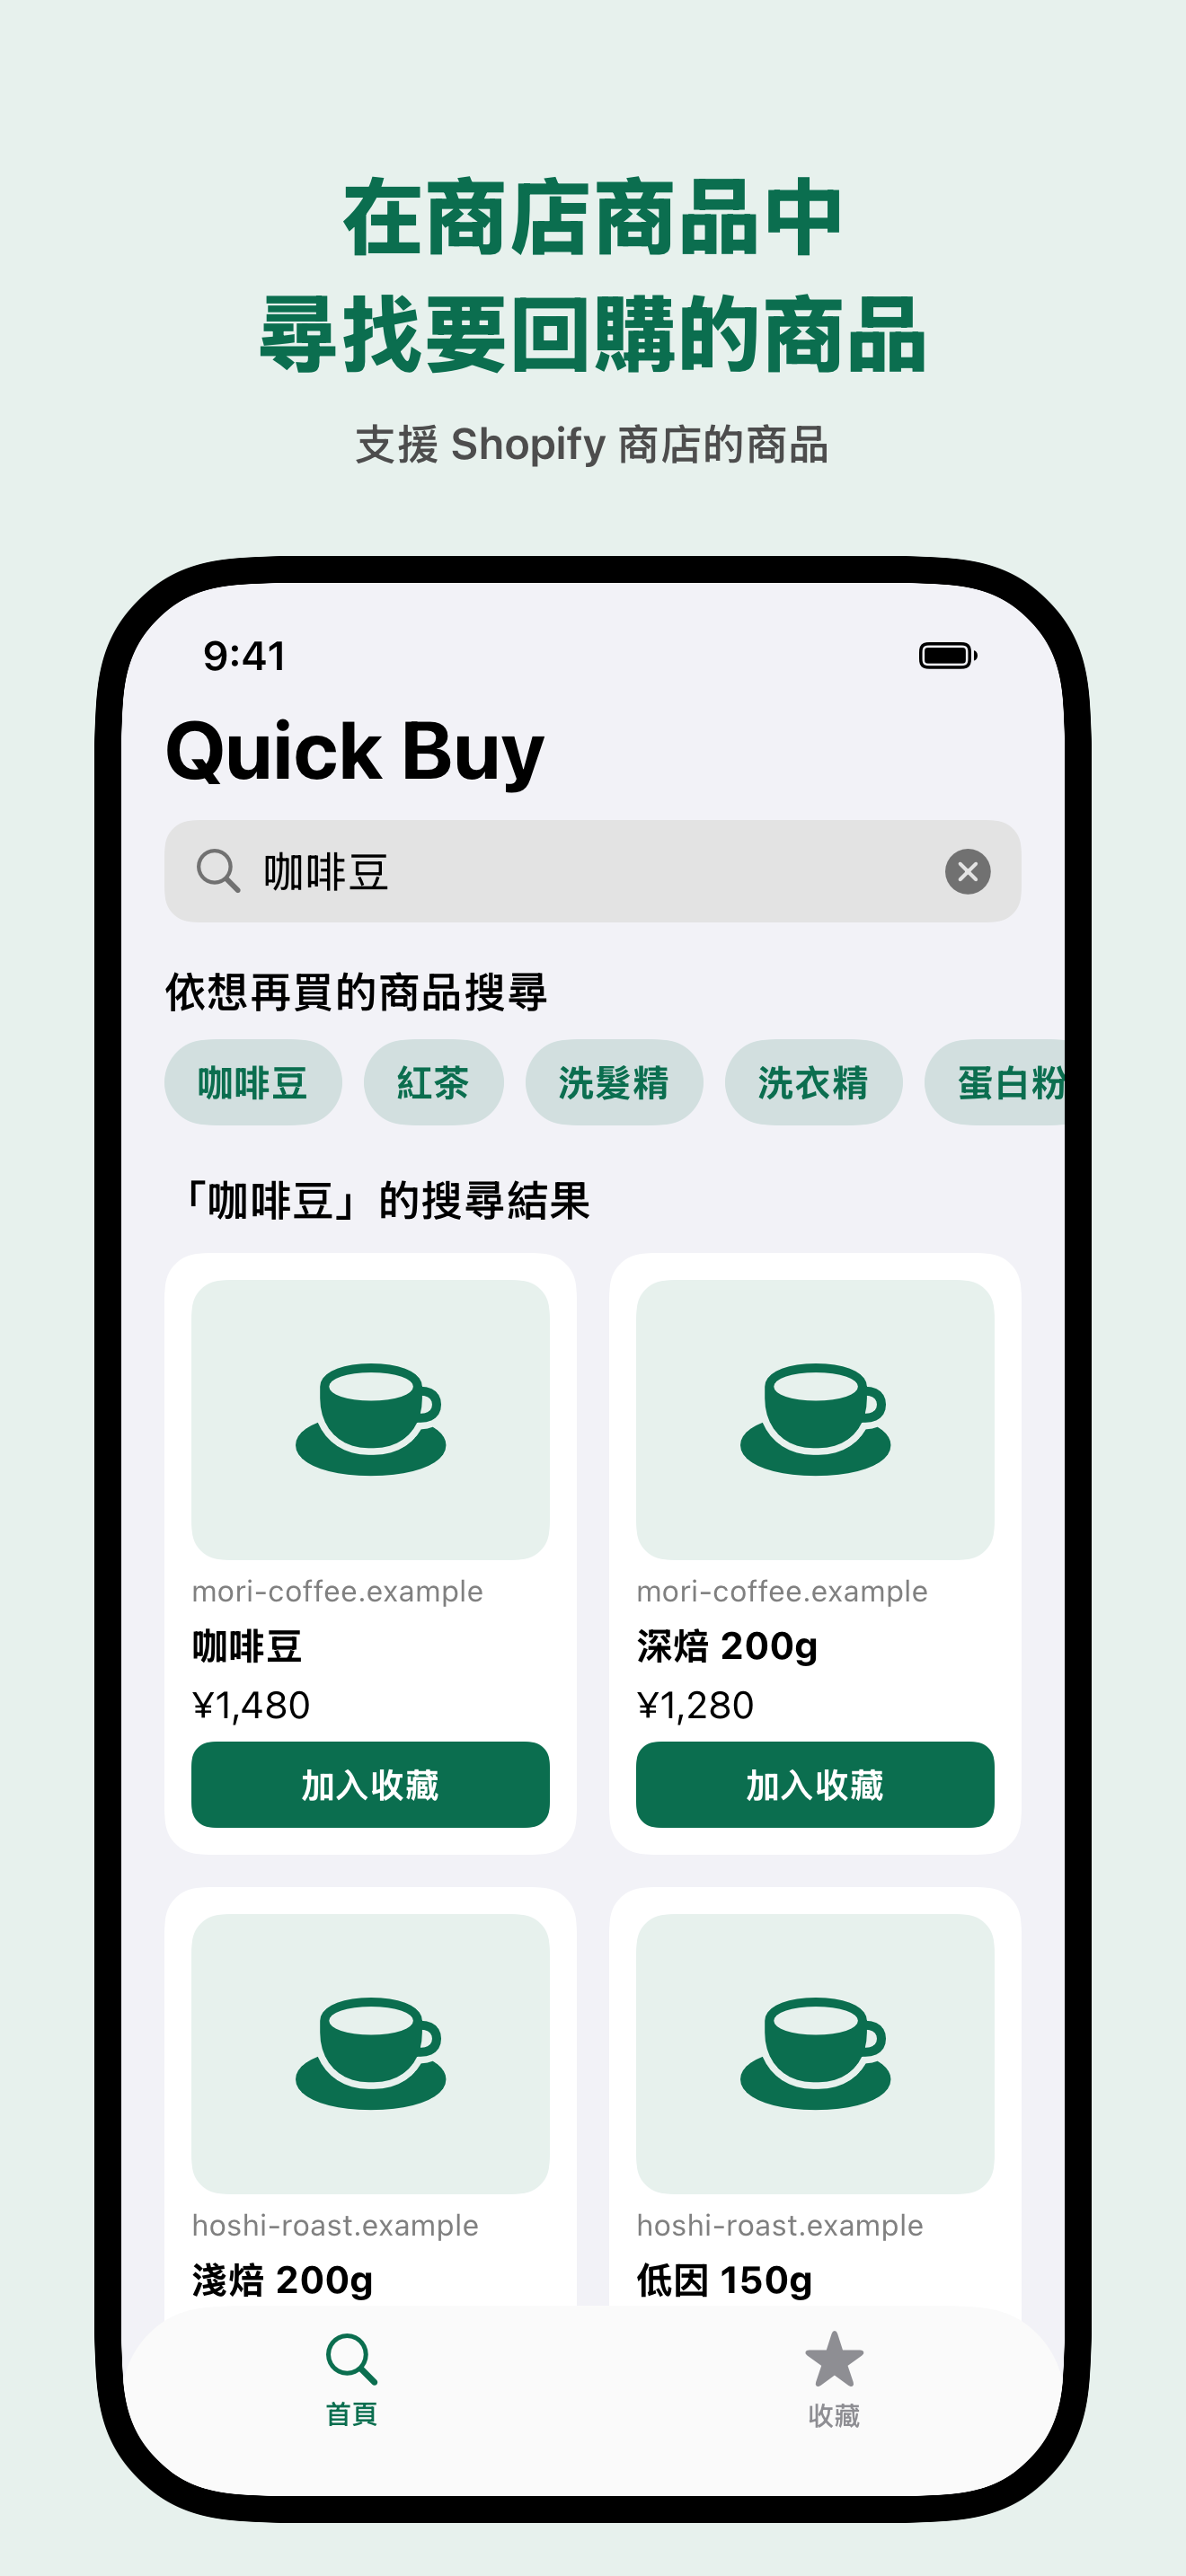 在商店商品中
尋找要回購的商品
支援 Shopify 商店的商品
9:41
Quick Buy
咖啡豆
依想再買的商品搜尋
咖啡豆 紅茶 洗髮精 洗衣精 蛋白粉
「咖啡豆」的搜尋結果
mori-coffee.example
咖啡豆
¥1,480
加入收藏
mori-coffee.example
深焙 200g
¥1,280
加入收藏
hoshi-roast.example
淺焙 200g
hoshi-roast.example
低因 150g
首頁
收藏